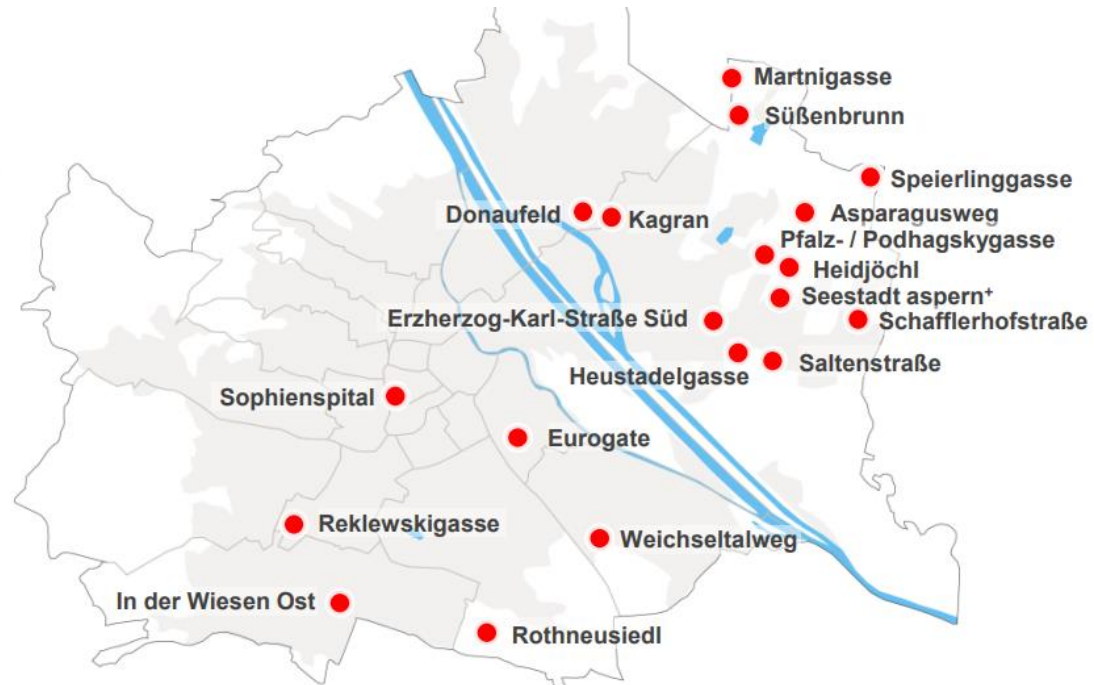 Martnigasse
Süßenbrunn
Speierlinggasse
Donaufeld
Kagran
Asparagusweg
Pfalz- / Podhagskygasse
Heidjöchl
Seestadt aspern⁺
Erzherzog-Karl-Straße Süd
Schafflerhofstraße
Heustadelgasse
Saltenstraße
Sophienspital
Eurogate
Reklewskigasse
Weichseltalweg
In der Wiesen Ost
Rothneusiedl